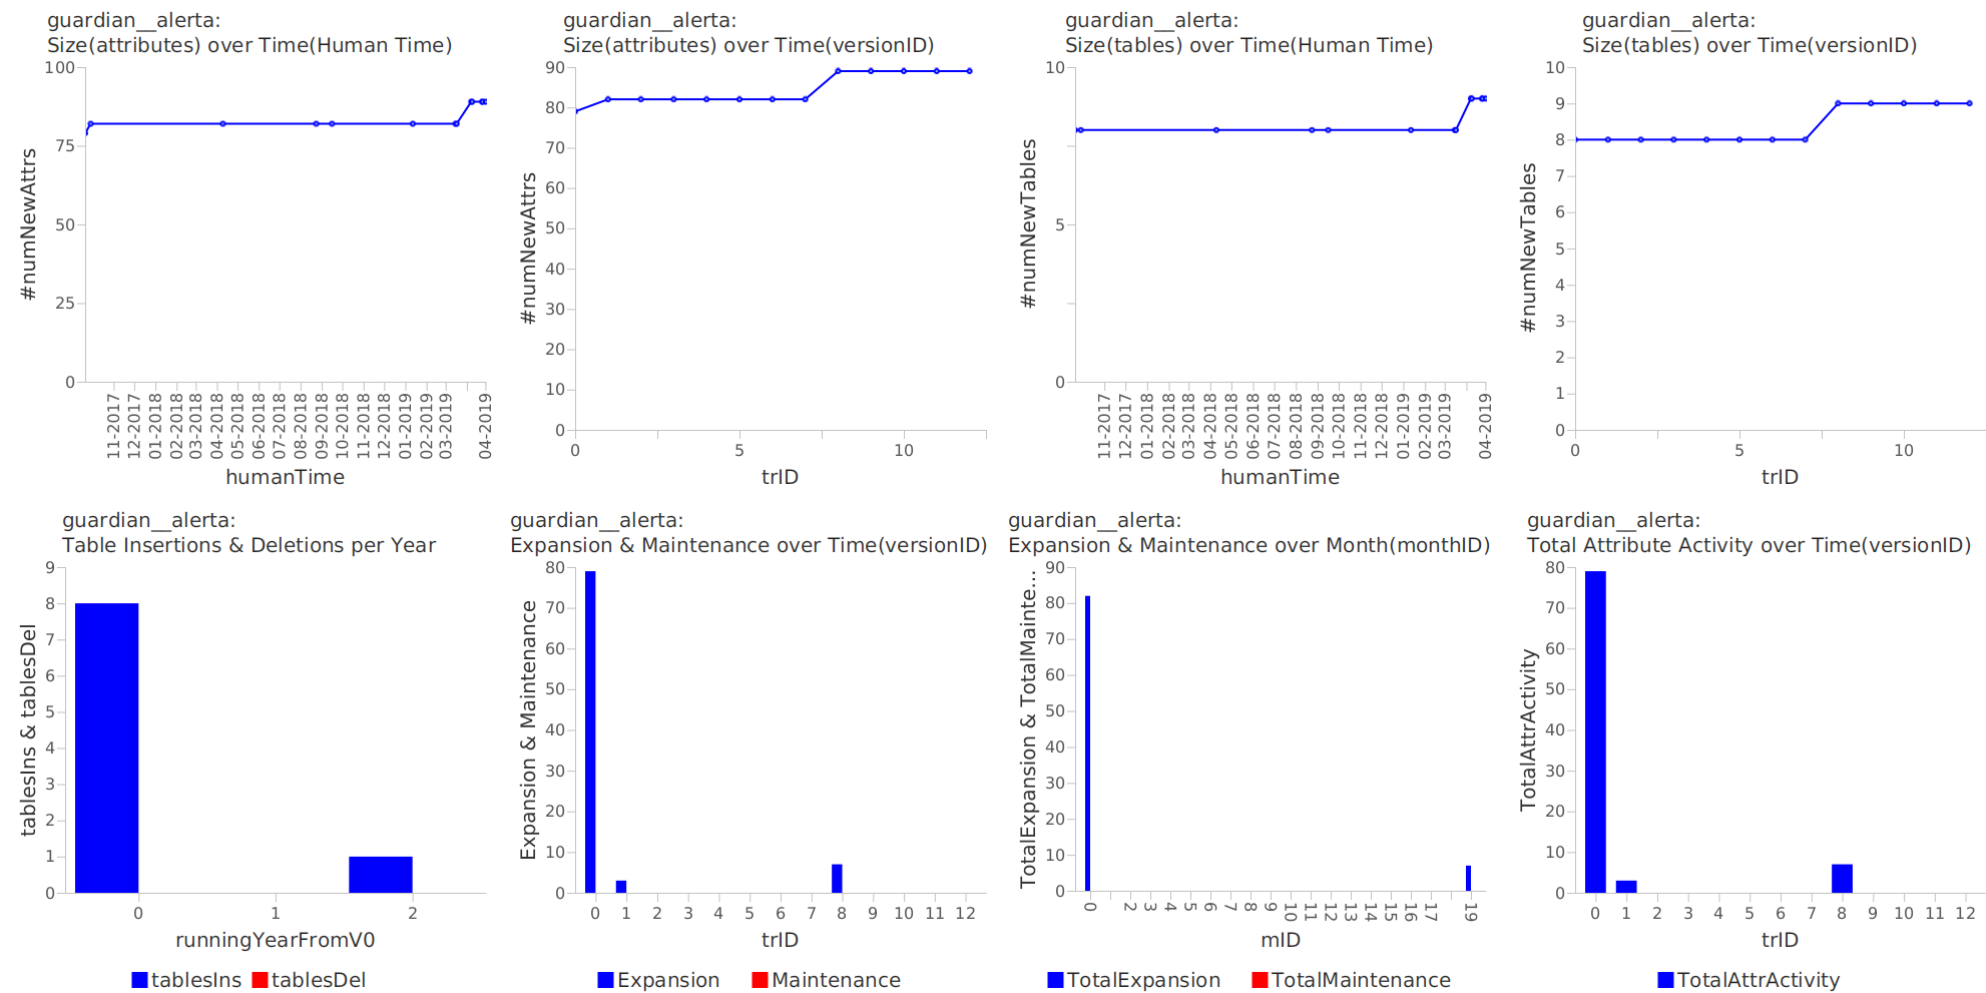 guardian__alerta:
Size(attributes) over Time(Human Time)
100
75
50
25
0
#numNewAttrs
11-2017
12-2017
01-2018
02-2018
03-2018
04-2018
05-2018
06-2018
07-2018
08-2018
09-2018
10-2018
11-2018
12-2018
01-2019
02-2019
03-2019
04-2019
humanTime
guardian__alerta:
Size(attributes) over Time(versionID)
90
80
70
60
50
40
30
20
10
0
#numNewAttrs
0 5 10
trID
guardian__alerta:
Size(tables) over Time(Human Time)
10
5
0
#numNewTables
11-2017
12-2017
01-2018
02-2018
03-2018
04-2018
05-2018
06-2018
07-2018
08-2018
09-2018
10-2018
11-2018
12-2018
01-2019
02-2019
03-2019
04-2019
humanTime
guardian__alerta:
Size(tables) over Time(versionID)
10
9
8
7
6
5
4
3
2
1
0
#numNewTables
0 5 10
trID
guardian__alerta:
Table Insertions & Deletions per Year
9
8
7
6
5
4
3
2
1
0
tablesIns & tablesDel
0 1 2
runningYearFromV0
tablesIns tablesDel
guardian__alerta:
Expansion & Maintenance over Time(versionID)
80
70
60
50
40
30
20
10
0
Expansion & Maintenance
0 1 2 3 4 5 6 7 8 9 10 11 12
trID
Expansion Maintenance
guardian__alerta:
Expansion & Maintenance over Month(monthID)
90
80
70
60
50
40
30
20
10
0
TotalExpansion & TotalMainte...
0 2 3 4 5 6 7 8 9 10 11 12 13 14 15 16 17 19
mID
TotalExpansion TotalMaintenance
guardian__alerta:
Total Attribute Activity over Time(versionID)
80
70
60
50
40
30
20
10
0
TotalAttrActivity
0 1 2 3 4 5 6 7 8 9 10 11 12
trID
TotalAttrActivity